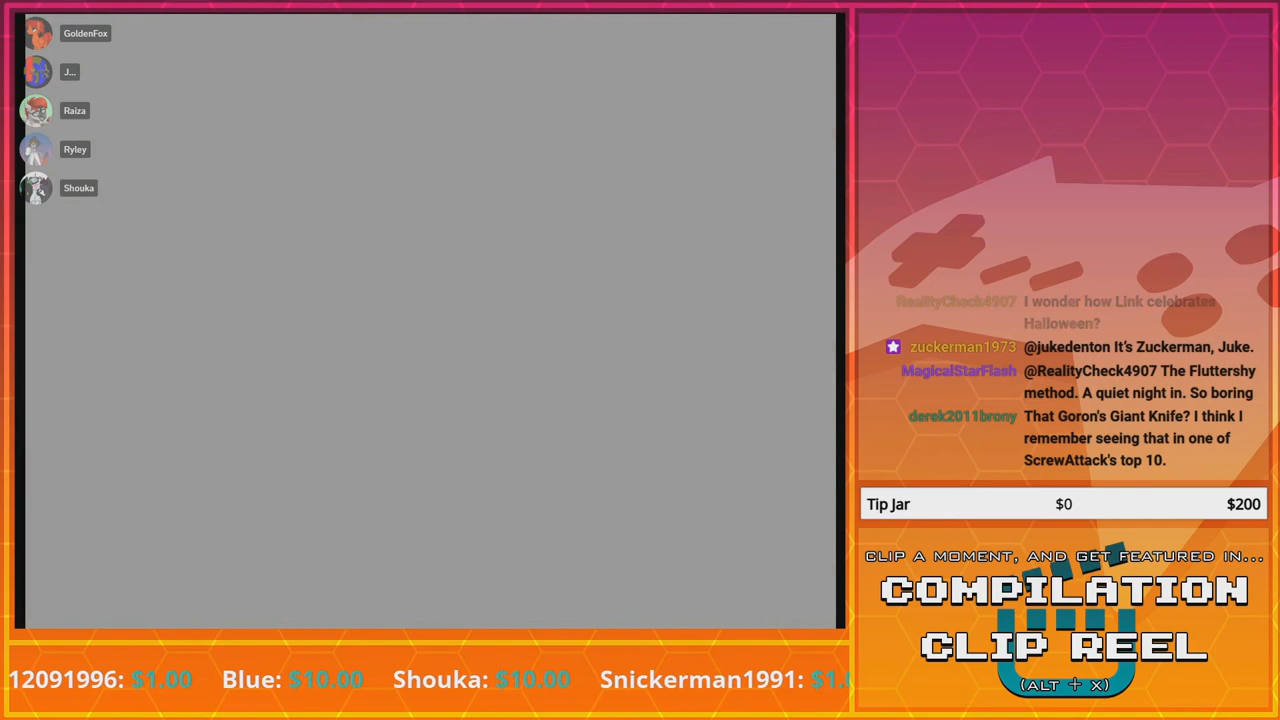 GoldenFox
J...
Raiza
Ryley
Shouka
RealityCheck4907 I wonder how Link celebrates
Halloween?
zuckerman1973 @jukedenton It’s Zuckerman, Juke.
MagicalStarFlash @RealityCheck4907 The Fluttershy
method. A quiet night in. So boring
derek2011brony That Goron's Giant Knife? I think I
remember seeing that in one of
ScrewAttack's top 10.
Tip Jar $0 $200
CLIP A MOMENT, AND GET FEATURED IN...
COMPILATION
CLIP REEL
(ALT + X)
12091996: $1.00 Blue: $10.00 Shouka: $10.00 Snickerman1991: $1.